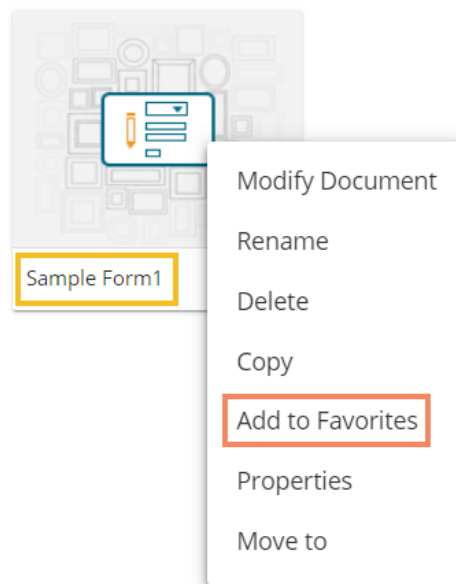 Sample Form1
Modify Document
Rename
Delete
Copy
Add to Favorites
Properties
Move to